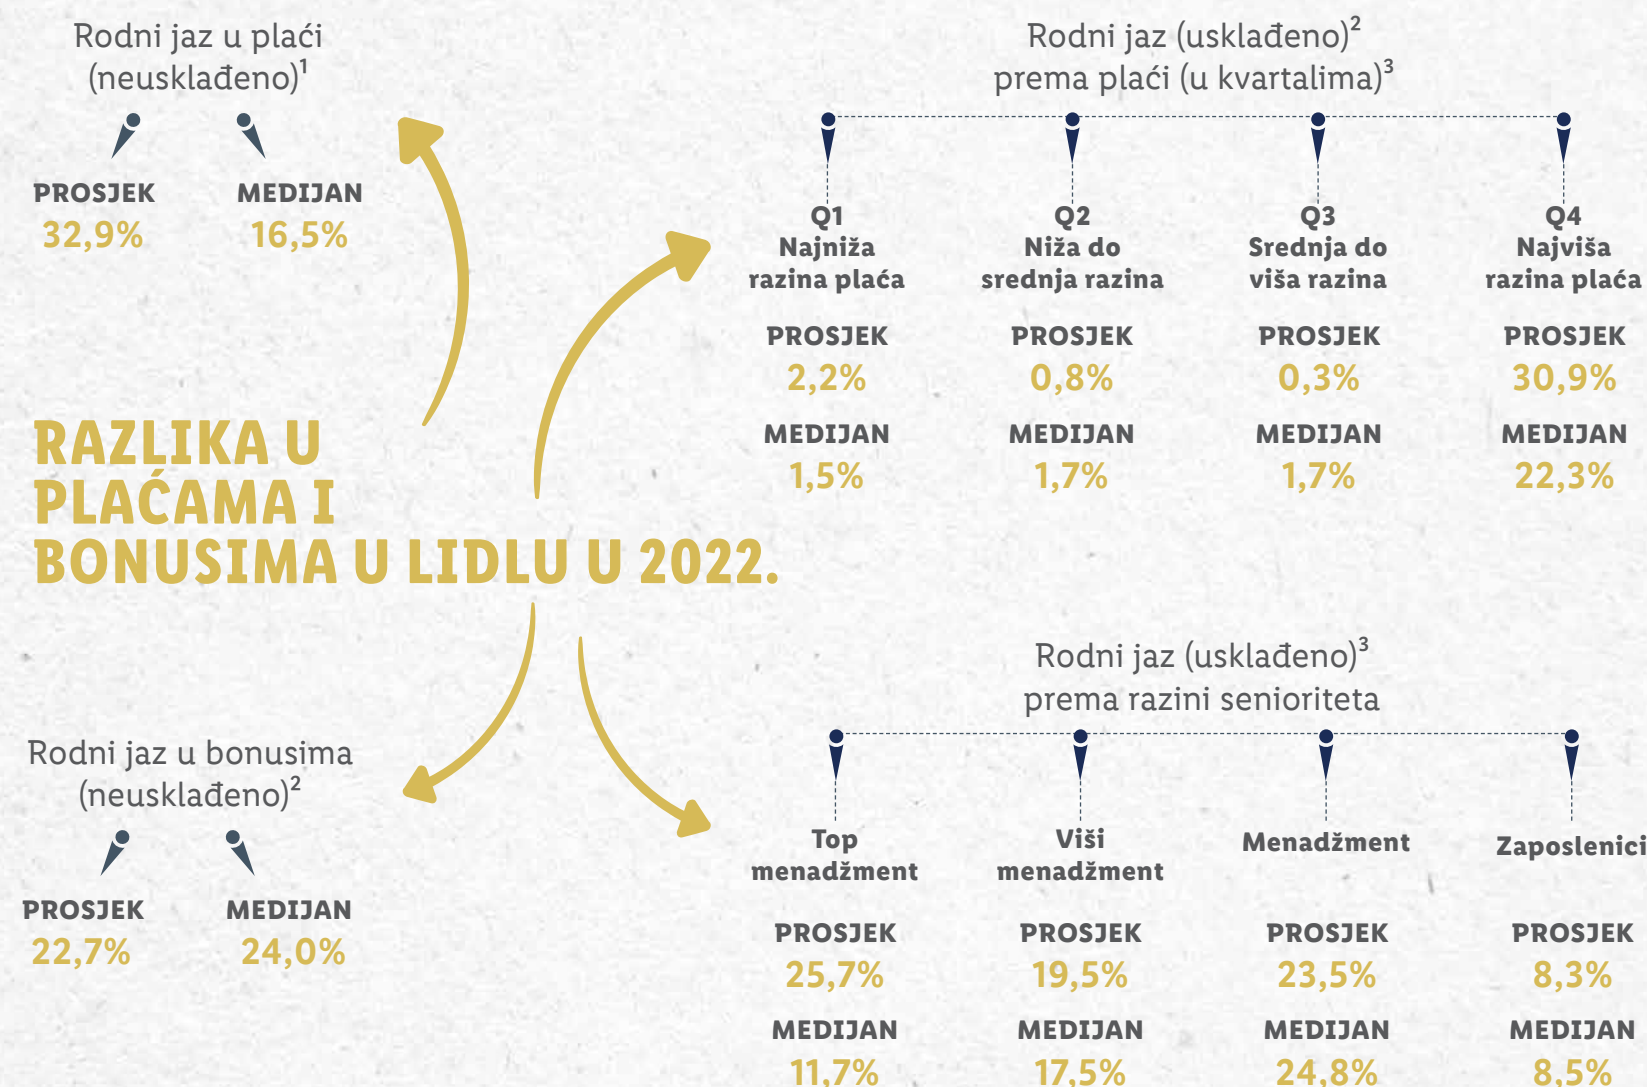 Rodni jaz u plaći
(neusklađeno)¹
PROSJEK MEDIJAN
32,9% 16,5%
Rodni jaz (usklađeno)²
prema plaći (u kvartalima)³
Q1 Q2 Q3 Q4
Najniža Niža do Srednja do Najviša
razina plaća srednja razina viša razina razina plaća
PROSJEK PROSJEK PROSJEK PROSJEK
2,2% 0,8% 0,3% 30,9%
MEDIJAN MEDIJAN MEDIJAN MEDIJAN
1,5% 1,7% 1,7% 22,3%
RAZLIKA U
PLAĆAMA I
BONUSIMA U LIDLU U 2022.
Rodni jaz u bonusima
(neusklađeno)²
PROSJEK MEDIJAN
22,7% 24,0%
Rodni jaz (usklađeno)³
prema razini senioriteta
Top Viši Menadžment Zaposlenici
menadžment menadžment
PROSJEK PROSJEK PROSJEK PROSJEK
25,7% 19,5% 23,5% 8,3%
MEDIJAN MEDIJAN MEDIJAN MEDIJAN
11,7% 17,5% 24,8% 8,5%